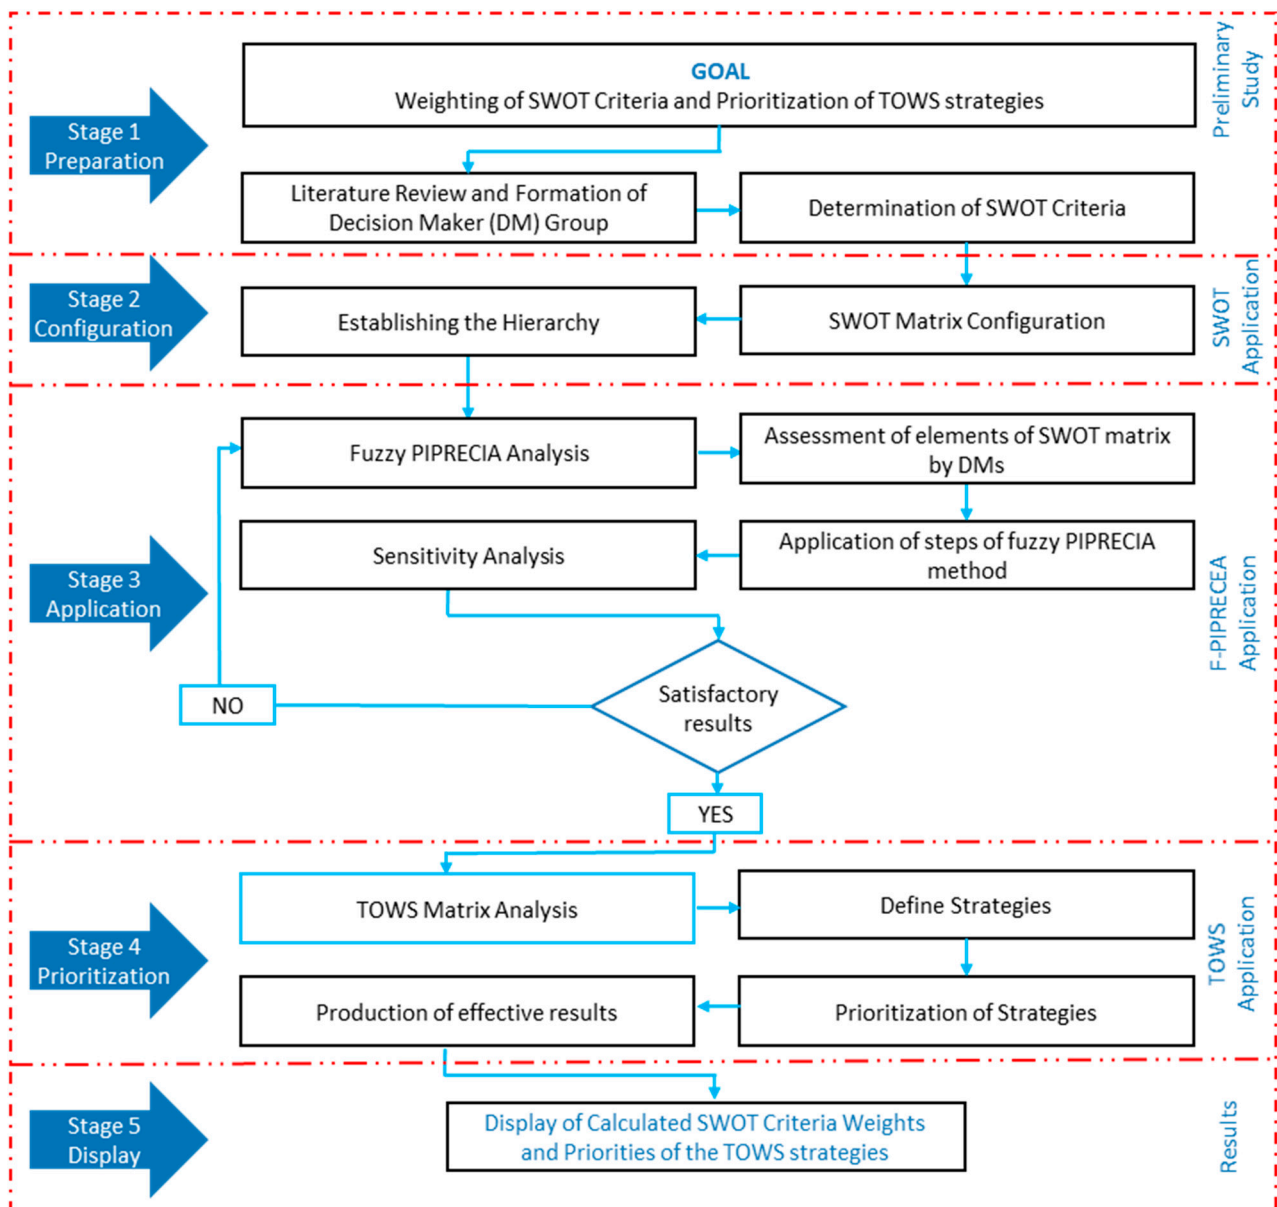 GOAL
Weighting of SWOT Criteria and Prioritization of TOWS strategies
Preliminary
Study
Stage 1
Preparation
Literature Review and Formation of
Decision Maker (DM) Group
Determination of SWOT Criteria
Stage 2
Configuration
Establishing the Hierarchy
SWOT Matrix Configuration
SWOT
Application
Fuzzy PIPRECIA Analysis
Assessment of elements of SWOT matrix
by DMs
Stage 3
Application
Sensitivity Analysis
Application of steps of fuzzy PIPRECIA
method
F-PIPRECEA
Application
Satisfactory
results
NO
YES
Stage 4
Prioritization
TOWS Matrix Analysis
Define Strategies
Production of effective results
Prioritization of Strategies
TOWS
Application
Stage 5
Display
Display of Calculated SWOT Criteria Weights
and Priorities of the TOWS strategies
Results